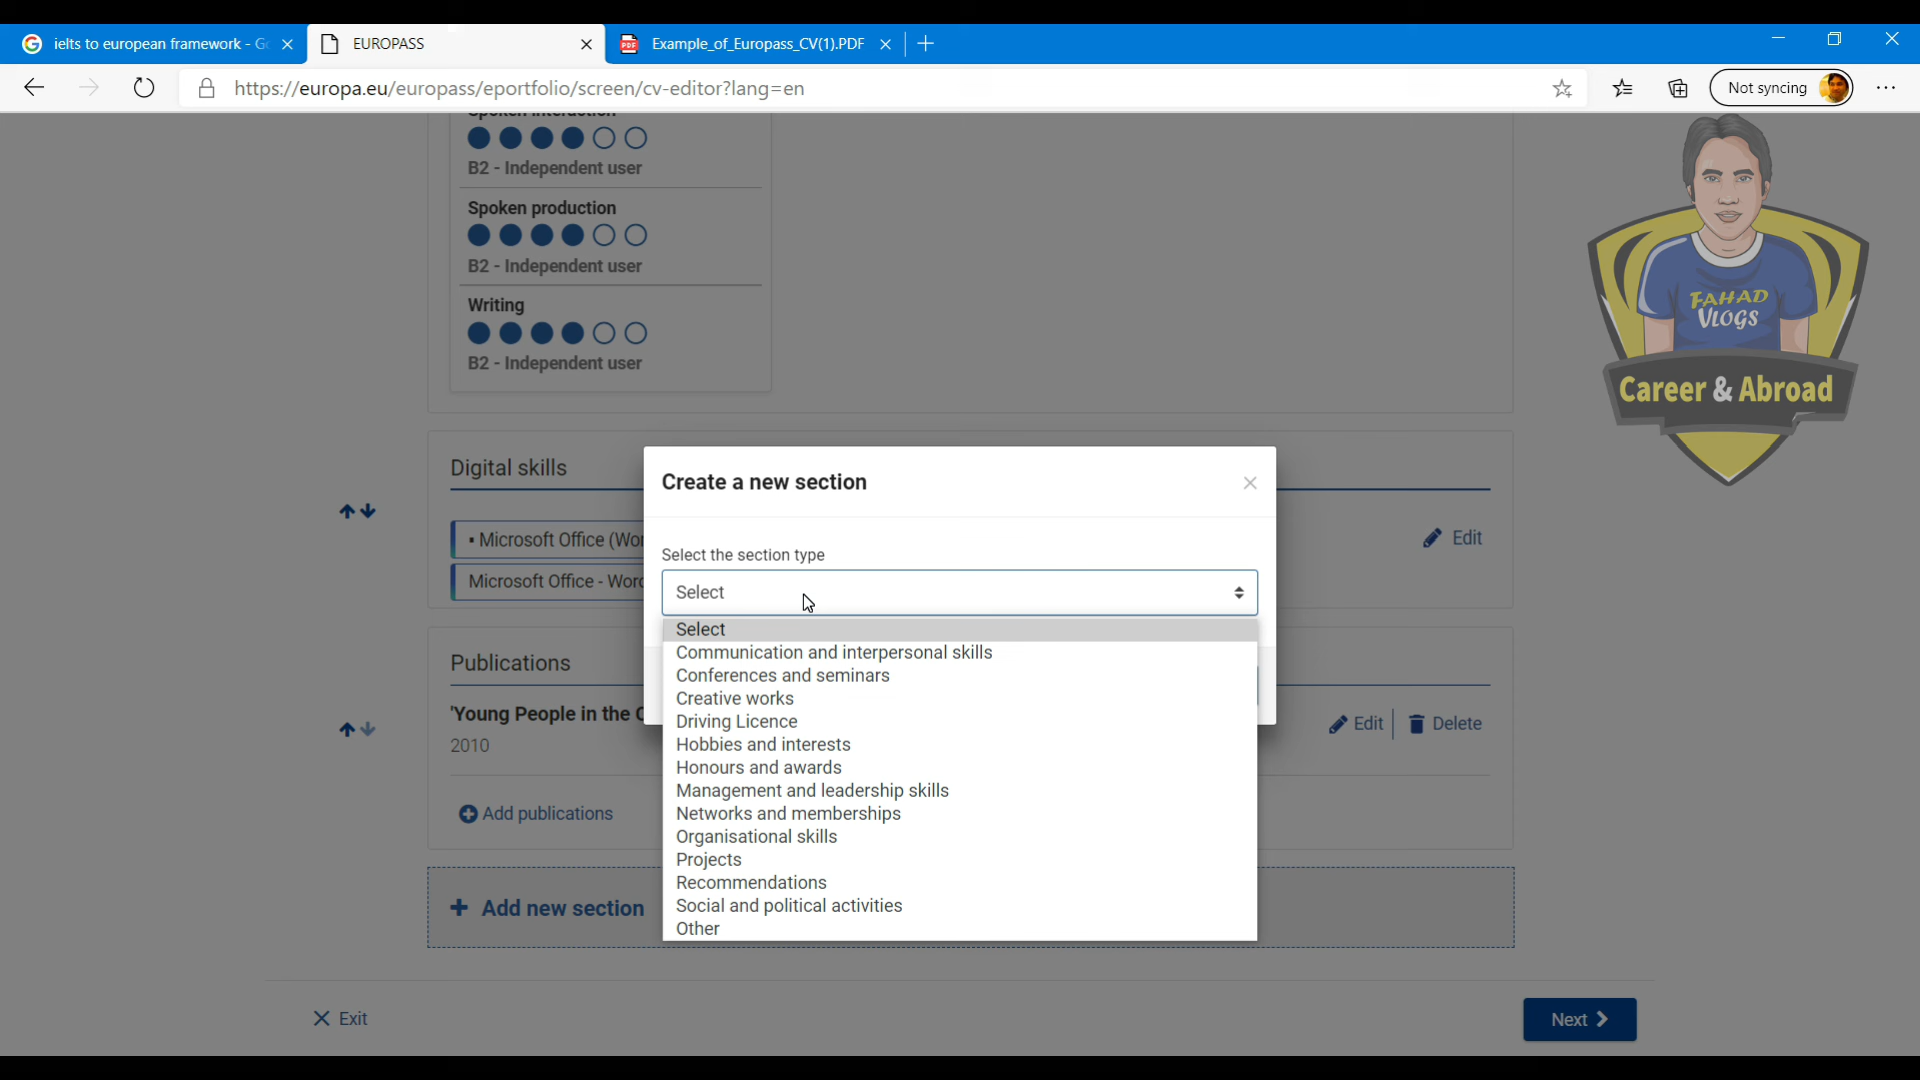 ielts to european framework - G
EUROPASS
Example_of_Europass_CV(1).PDF
https://europa.eu/europass/eportfolio/screen/cv-editor?lang=en
Not syncing
Spoken interaction
B2 - Independent user
Spoken production
B2 - Independent user
Writing
B2 - Independent user
FAHAD
VLOGS
Career & Abroad
Digital skills
Microsoft Office (Wor
Edit
Microsoft Office - Word
Create a new section
Select the section type
Select
Select
Communication and interpersonal skills
Conferences and seminars
Creative works
Driving Licence
Hobbies and interests
Honours and awards
Management and leadership skills
Networks and memberships
Organisational skills
Projects
Recommendations
Social and political activities
Other
Publications
'Young People in the
2010
Edit
Delete
Add publications
+ Add new section
Exit
Next